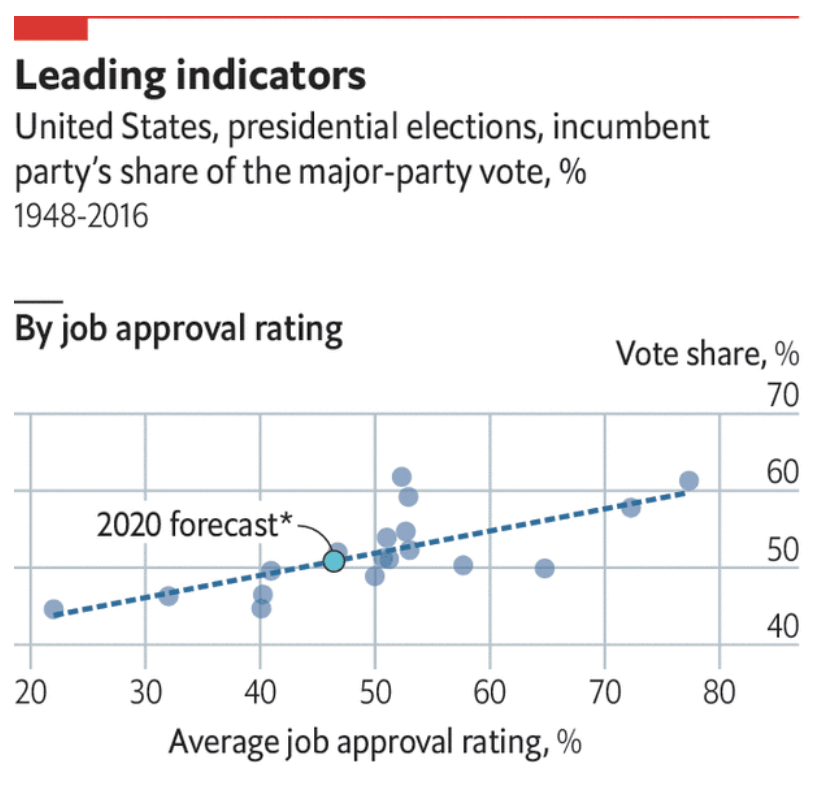 Leading indicators
United States, presidential elections, incumbent
party’s share of the major-party vote, %
1948-2016
By job approval rating
Vote share, %
70
60
2020 forecast*
50
40
20 30 40 50 60 70 80
Average job approval rating, %